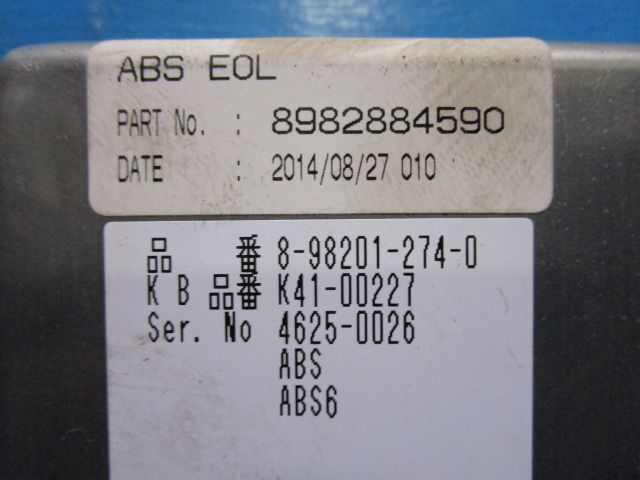 ABS EOL
PART No. : 8982884590
DATE : 2014/08/27 010
品 番 8-98201-274-0
K B 品番 K41-00227
Ser. No 4625-0026
ABS
ABS6